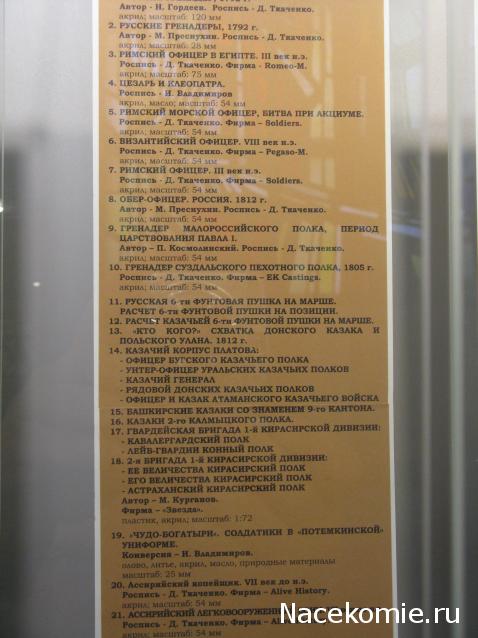 Автор - Н. Гордеев. Роспись - Д. Ткаченко.
акрил; масштаб: 120 мм
2. РУССКИЕ ГРЕНАДЕРЫ, 1792 г.
Автор - М. Преснухин. Роспись - Д. Ткаченко.
акрил; масштаб: 28 мм
3. РИМСКИЙ ОФИЦЕР В ЕГИПТЕ. III век н.э.
Роспись - Д. Ткаченко. Фирма - Romeo-M.
акрил; масштаб: 75 мм
4. ЦЕЗАРЬ И КЛЕОПАТРА.
Роспись - И. Владимиров
акрил, масло; масштаб: 54 мм
5. РИМСКИЙ МОРСКОЙ ОФИЦЕР, БИТВА ПРИ АКЦИУМЕ.
Роспись - Д. Ткаченко. Фирма – Soldiers.
акрил; масштаб: 54 мм
6. ВИЗАНТИЙСКИЙ ОФИЦЕР. VIII век н.э.
Роспись - Д. Ткаченко. Фирма – Pegaso-M.
акрил; масштаб: 54 мм
7. РИМСКИЙ ОФИЦЕР. III век н.э.
Роспись - Д. Ткаченко. Фирма – Soldiers.
акрил; масштаб: 54 мм
8. ОБЕР-ОФИЦЕР. РОССИЯ. 1812 г.
Автор - М. Преснухин. Роспись - Д. Ткаченко.
акрил; масштаб: 54 мм
9. ГРЕНАДЕР МАЛОРОССИЙСКОГО ПОЛКА, ПЕРИОД
ЦАРСТВОВЛНИЯ ПАВЛА I.
Автор – П. Космолинский. Роспись - Д. Ткаченко.
акрил; масштаб: 54 мм
10. ГРЕНАДЕР СУЗДАЛЬСКОГО ПЕХОТНОГО ПОЛКА, 1805 г.
Роспись - Д. Ткаченко. Фирма – EK Castings.
акрил; масштаб: 54 мм
11. РУССКАЯ 6-ти ФУНТОВАЯ ПУШКА НА МАРШЕ.
РАСЧЕТ 6-ти ФУНТОВОЙ ПУШКИ НА ПОЗИЦИИ.
12. РАСЧЕТ КАЗАЧЬЕЙ 6-ти ФУНТОВОЙ ПУШКИ НА МАРШЕ.
13. «КТО КОГО?» СХВАТКА ДОНСКОГО КАЗАКА И
ПОЛЬСКОГО УЛАНА. 1812 г.
14. КАЗАЧИЙ КОРПУС ПЛАТОВА:
- ОФИЦЕР БУГСКОГО КАЗАЧЬЕГО ПОЛКА
- УНТЕР-ОФИЦЕР УРАЛЬСКИХ КАЗАЧЬИХ ПОЛКОВ
- КАЗАЧИЙ ГЕНЕРАЛ
- РЯДОВОЙ ДОНСКИХ КАЗАЧЬИХ ПОЛКОВ
- ОФИЦЕР И КАЗАК АТАМАНСКОГО КАЗАЧЬЕГО ВОЙСКА
15. БАШКИРСКИЕ КАЗАКИ СО ЗНАМЕНЕМ 9-го КАНТОНА.
16. КАЗАКИ 2-го КАЛМЫЦКОГО ПОЛКА.
17. ГВАРДЕЙСКАЯ БРИГАДА 1-й КИРАСИРСКОЙ ДИВИЗИИ:
- КАВАЛЕРГАРДСКИЙ ПОЛК
- ЛЕЙБ-ГВАРДИИ КОННЫЙ ПОЛК
18. 2-я БРИГАДА 1-й КИРАСИРСКОЙ ДИВИЗИИ:
- ЕЕ ВЕЛИЧЕСТВА КИРАСИРСКИЙ ПОЛК
- ЕГО ВЕЛИЧЕСТВА КИРАСИРСКИЙ ПОЛК
- АСТРАХАНСКИЙ КИРАСИРСКИЙ ПОЛК
Автор – М. Курганов.
Фирма – «Звезда».
пластик, акрил; масштаб: 1:72
19. «ЧУДО-БОГАТЫРИ». СОЛДАТИКИ В «ПОТЕМКИНСКОЙ»
УНИФОРМЕ.
Конверсия – И. Владимиров.
олово, литье, акрил, масло, природные материалы
масштаб: 25 мм
20. Ассирийский копейщик. VII век до н.э.
Роспись - Д. Ткаченко. Фирма – Alive History.
акрил; масштаб: 54 мм
21. АССИРИЙСКИЙ ЛЕГКОВООРУЖЕНН
Роспись - Д. Ткаченко. Фирма –
акрил; масштаб: 54 мм
Nacekomie.ru